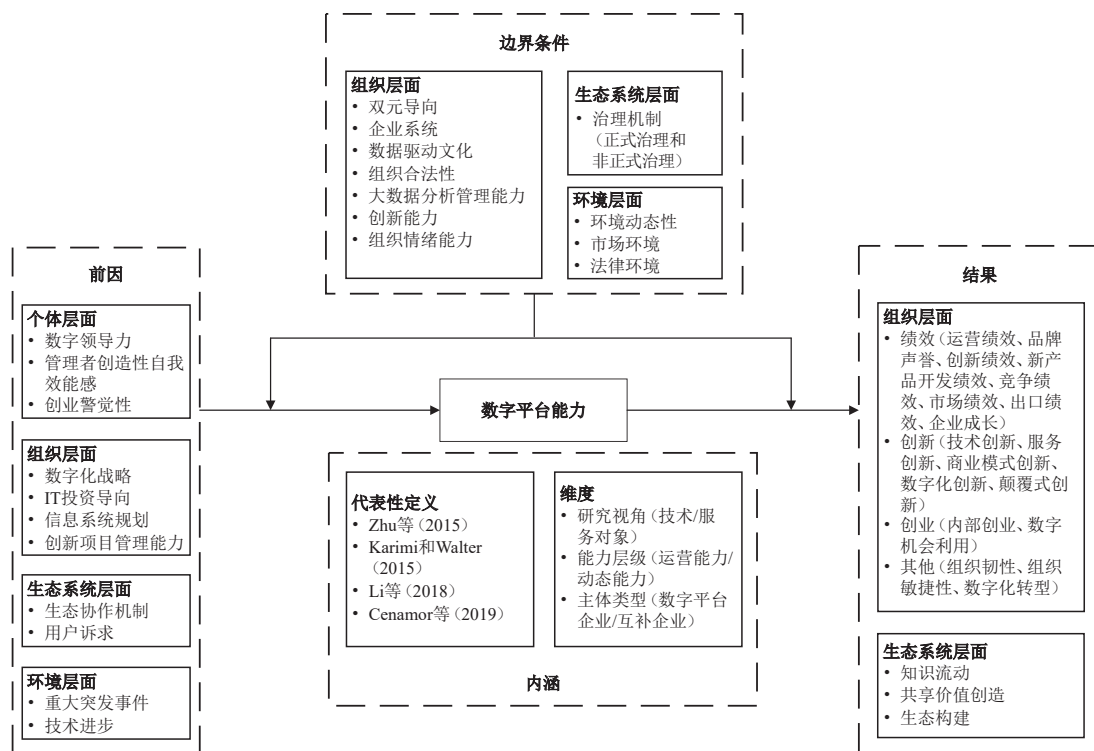 边界条件
组织层面
• 双元导向
• 企业系统
• 数据驱动文化
• 组织合法性
• 大数据分析管理能力
• 创新能力
• 组织情绪能力
生态系统层面
• 治理机制
（正式治理和
非正式治理）
环境层面
• 环境动态性
• 市场环境
• 法律环境
前因
个体层面
• 数字领导力
• 管理者创造性自我
效能感
• 创业警觉性
组织层面
• 数字化战略
• IT投资导向
• 信息系统规划
• 创新项目管理能力
生态系统层面
• 生态协作机制
• 用户诉求
环境层面
• 重大突发事件
• 技术进步
数字平台能力
代表性定义
• Zhu等（2015）
• Karimi和Walter
（2015）
• Li等（2018）
• Cenamor等（2019）
维度
• 研究视角（技术/服
务对象）
• 能力层级（运营能力/
动态能力）
• 主体类型（数字平台
企业/互补企业）
内涵
结果
组织层面
• 绩效（运营绩效、品牌
声誉、创新绩效、新产
品开发绩效、竞争绩
效、市场绩效、出口绩
效、企业成长）
• 创新（技术创新、服务
创新、商业模式创新、
数字化创新、颠覆式创
新）
• 创业（内部创业、数字
机会利用）
• 其他（组织韧性、组织
敏捷性、数字化转型）
生态系统层面
• 知识流动
• 共享价值创造
• 生态构建